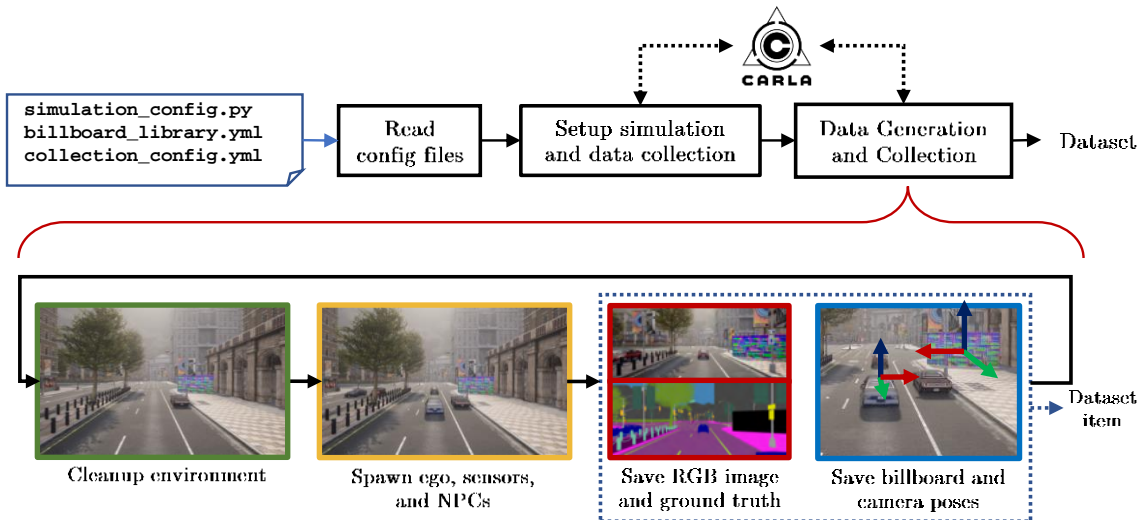 CARLA
simulation_config.py
billboard_library.yml
collection_config.yml
Read
config files
Setup simulation
and data collection
Data Generation
and Collection
Dataset
Cleanup environment
Spawn ego, sensors,
and NPCs
Save RGB image
and ground truth
Save billboard and
camera poses
Dataset
item